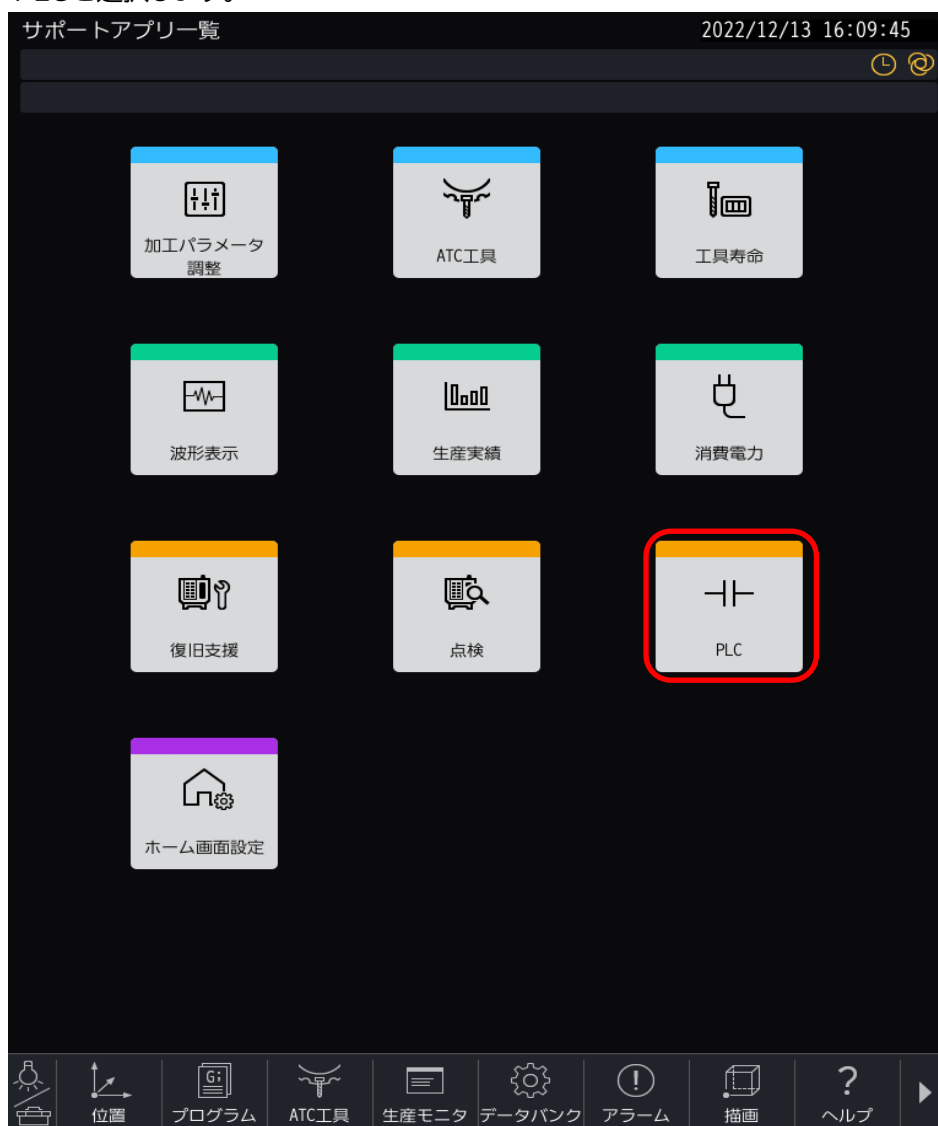 サポートアプリ一覧 2022/12/13 16:09:45
加工パラメータ
調整
ATC工具
工具寿命
波形表示
生産実績
消費電力
復旧支援
点検
PLC
ホーム画面設定
位置 プログラム ATC工具 生産モニタ データバンク アラーム 描画 ヘルプ